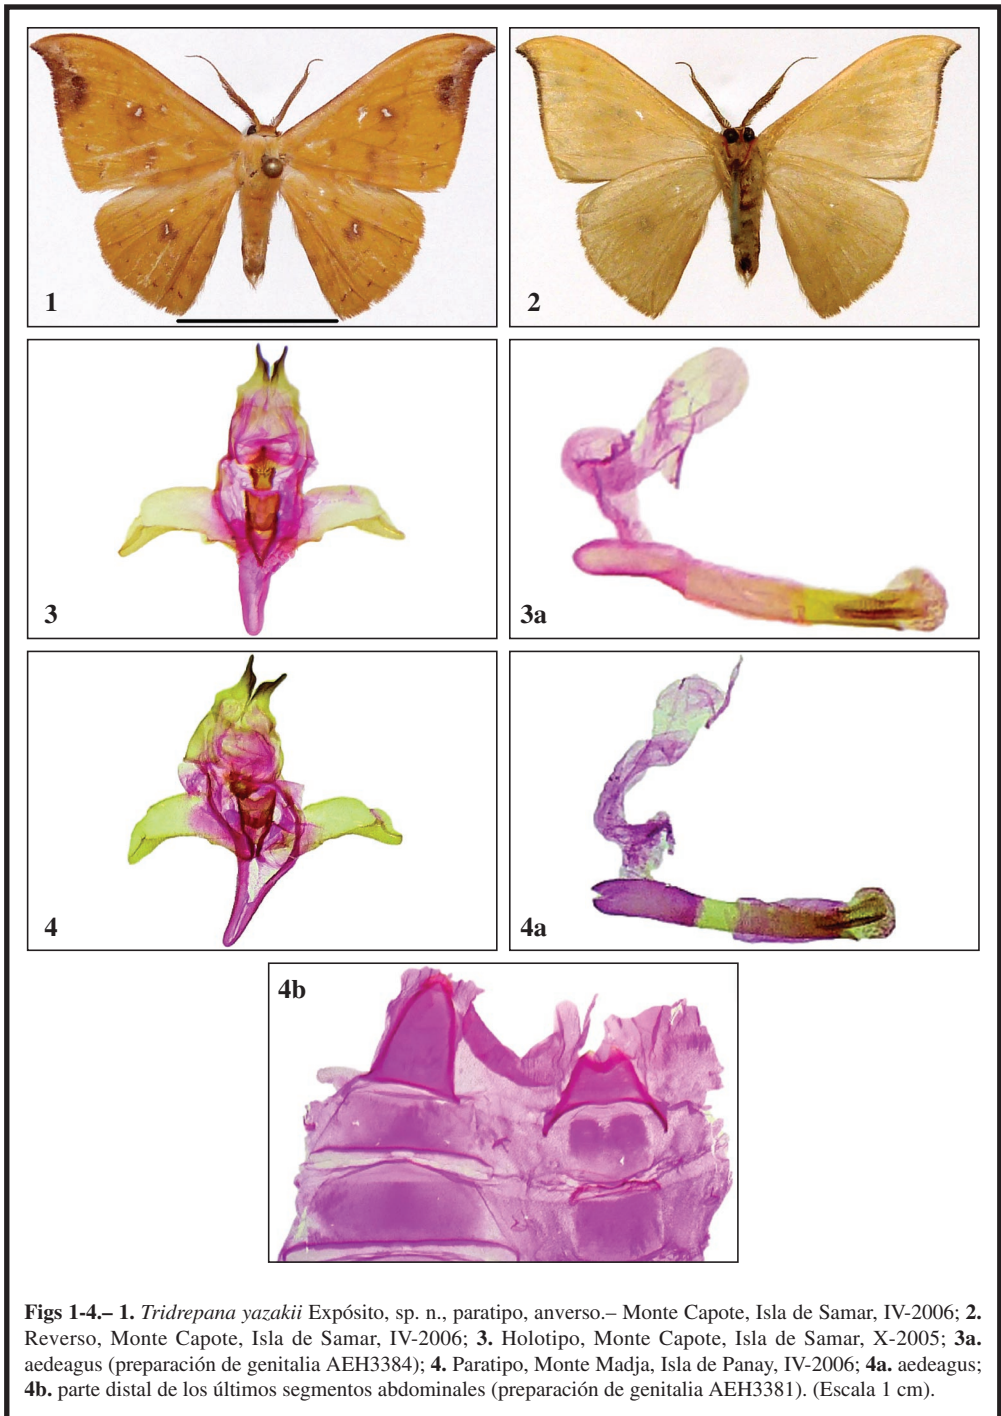 1
2
3
3a
4
4a
4b
Figs 1-4.– 1. Tridrepana yazakii Expósito, sp. n., paratipo, anverso.– Monte Capote, Isla de Samar, IV-2006; 2.
Reverso, Monte Capote, Isla de Samar, IV-2006; 3. Holotipo, Monte Capote, Isla de Samar, X-2005; 3a.
aedeagus (preparación de genitalia AEH3384); 4. Paratipo, Monte Madja, Isla de Panay, IV-2006; 4a. aedeagus;
4b. parte distal de los últimos segmentos abdominales (preparación de genitalia AEH3381). (Escala 1 cm).